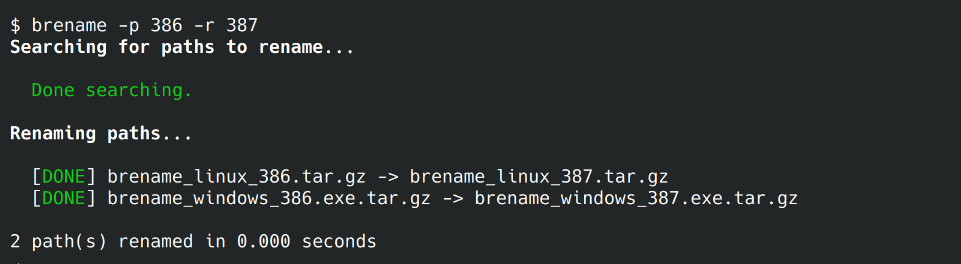 $ brename -p 386 -r 387
Searching for paths to rename...
Done searching.
Renaming paths...
[DONE] brename_linux_386.tar.gz -> brename_linux_387.tar.gz
[DONE] brename_windows_386.exe.tar.gz -> brename_windows_387.exe.tar.gz
2 path(s) renamed in 0.000 seconds